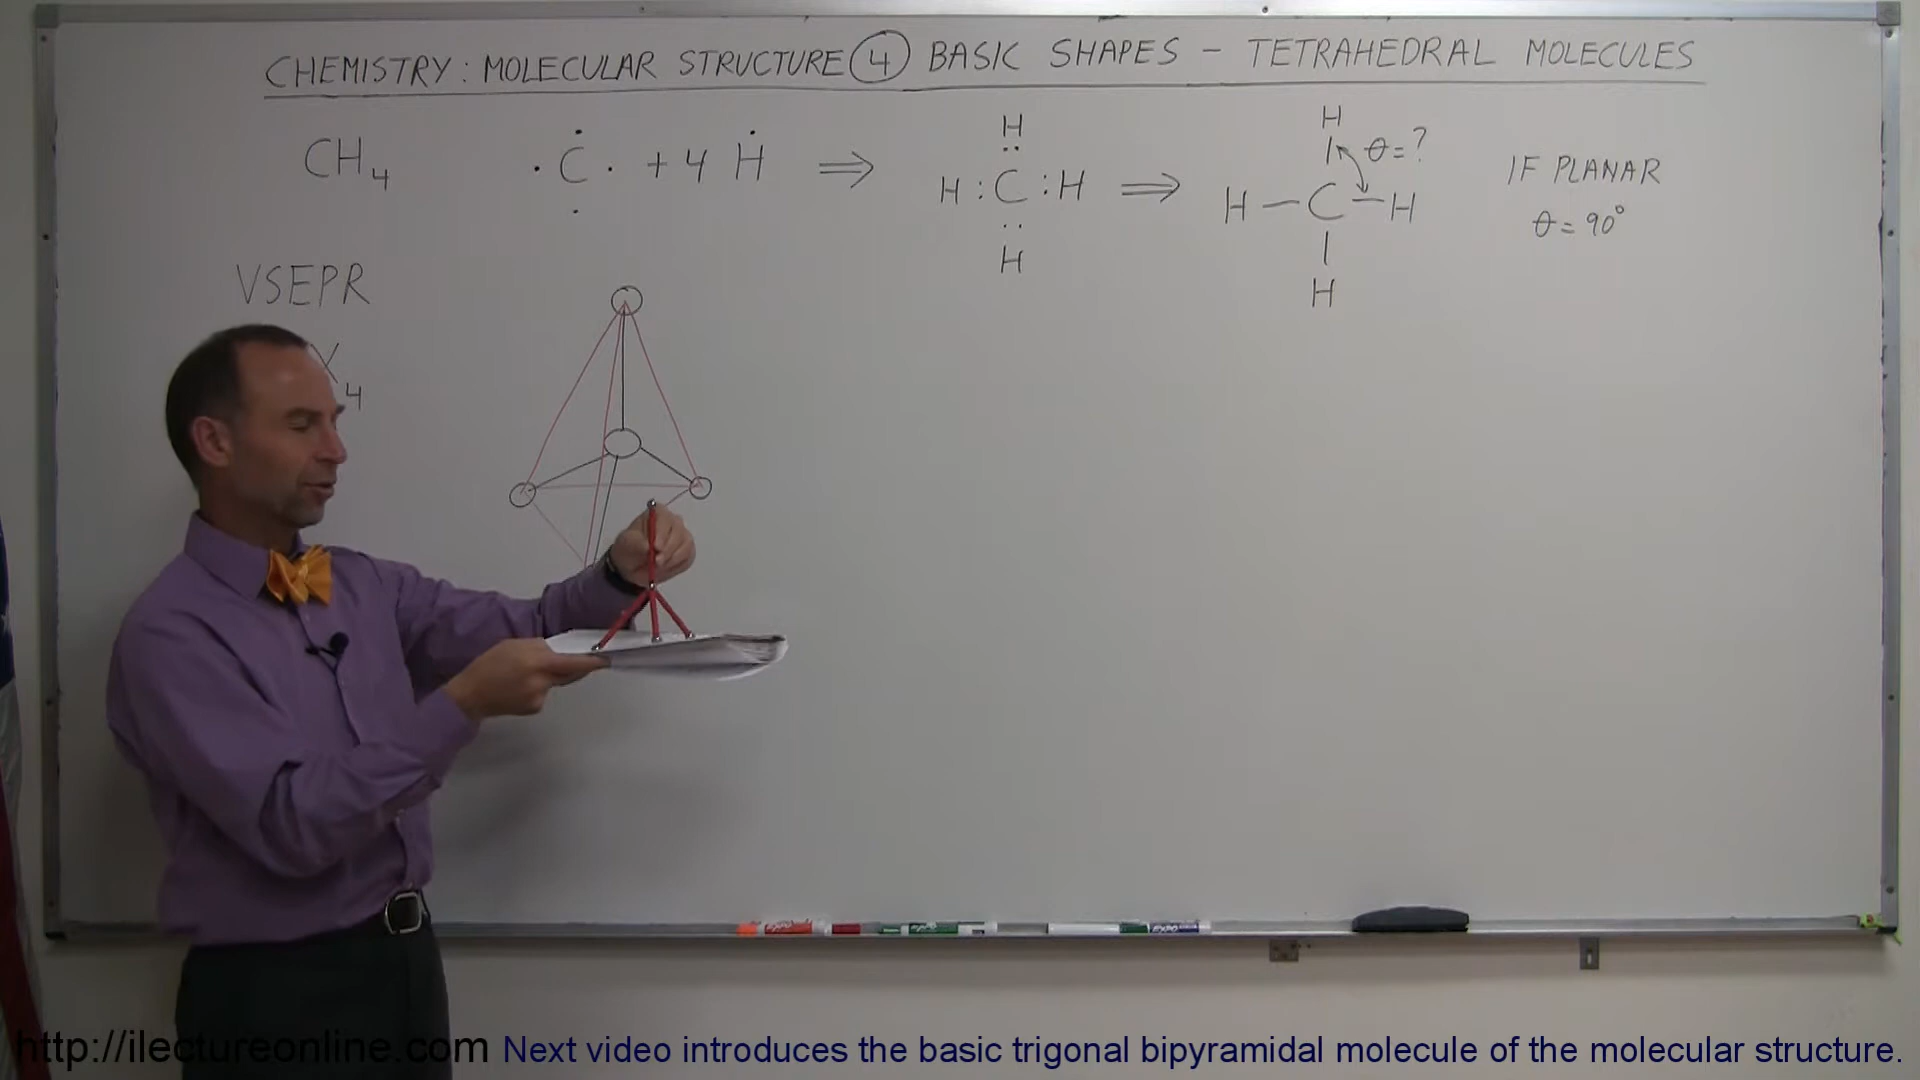 CHEMISTRY: MOLECULAR STRUCTURE 4 BASIC SHAPES - TETRAHEDRAL MOLECULES
CH4
·C· + 4 Ḣ ⇒
H
H : C : H ⇒
H
H
H - C - H
H
θ = ?
IF PLANAR
θ = 90°
VSEPR
X4
http://ilectureonline.com Next video introduces the basic trigonal bipyramidal molecule of the molecular structure.